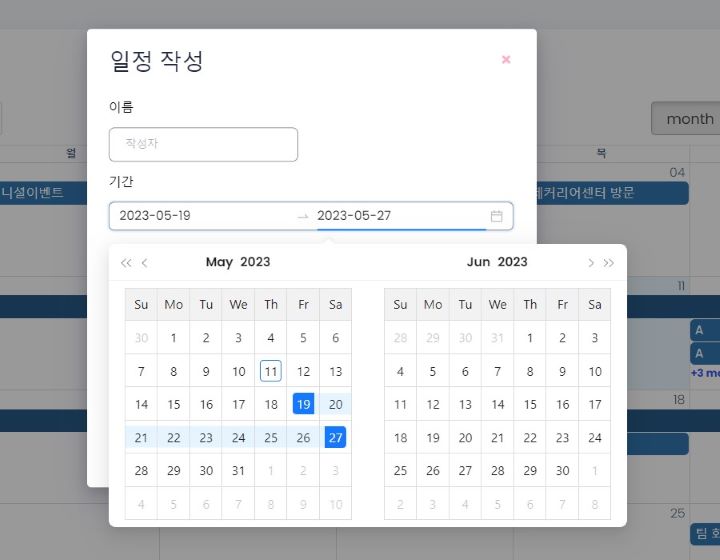 일정 작성
×
이름
작성자
기간
2023-05-19 → 2023-05-27
month
월
목
04
니설이벤트
케커리어센터 방문
11
A
A
+3 mo
18
25
팀 회
« < May 2023
Su Mo Tu We Th Fr Sa
30 1 2 3 4 5 6
7 8 9 10 11 12 13
14 15 16 17 18 19 20
21 22 23 24 25 26 27
28 29 30 31 1 2 3
4 5 6 7 8 9 10
Jun 2023 > »
Su Mo Tu We Th Fr Sa
28 29 30 31 1 2 3
4 5 6 7 8 9 10
11 12 13 14 15 16 17
18 19 20 21 22 23 24
25 26 27 28 29 30 1
2 3 4 5 6 7 8